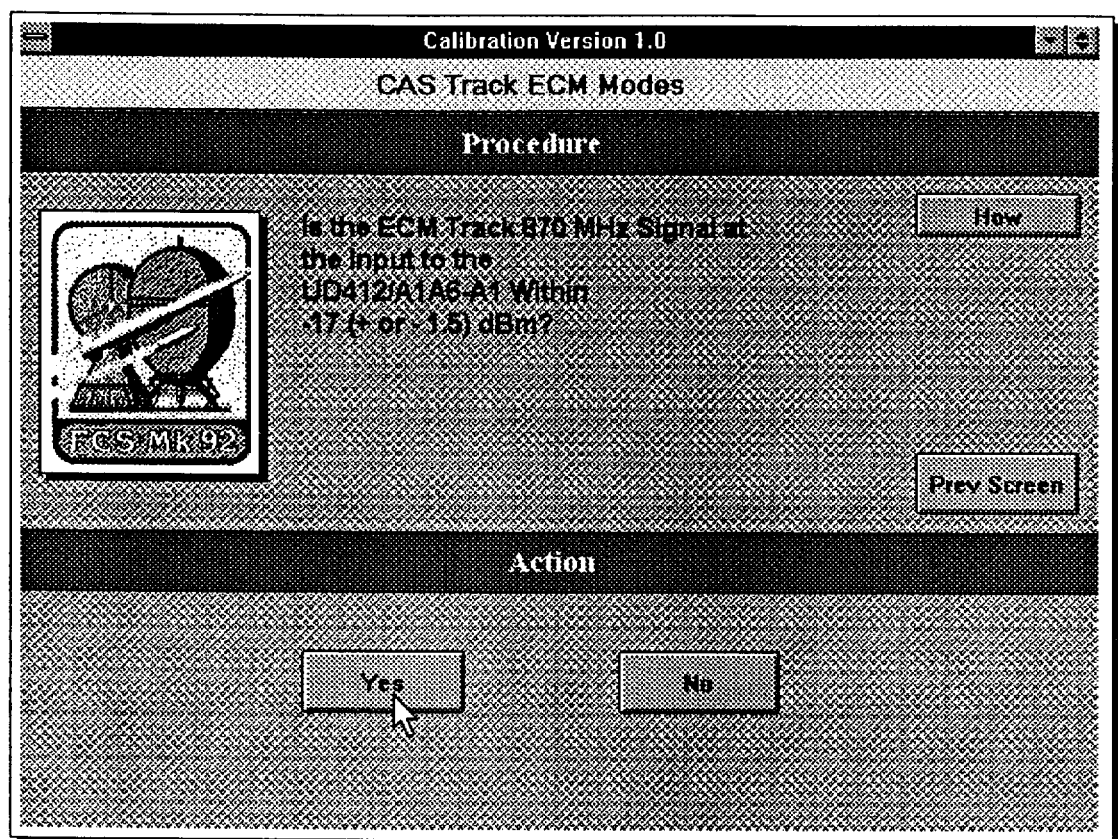 Calibration Version 1.0
CAS Track ECM Modes
Procedure
Is the ECM Track 870 MHz Signal at
the input to the
UD412/A1A6-A1 Within
-17 (+ or - 1.5) dBm?
How
FCS MK 92
Prev Screen
Action
Yes
No